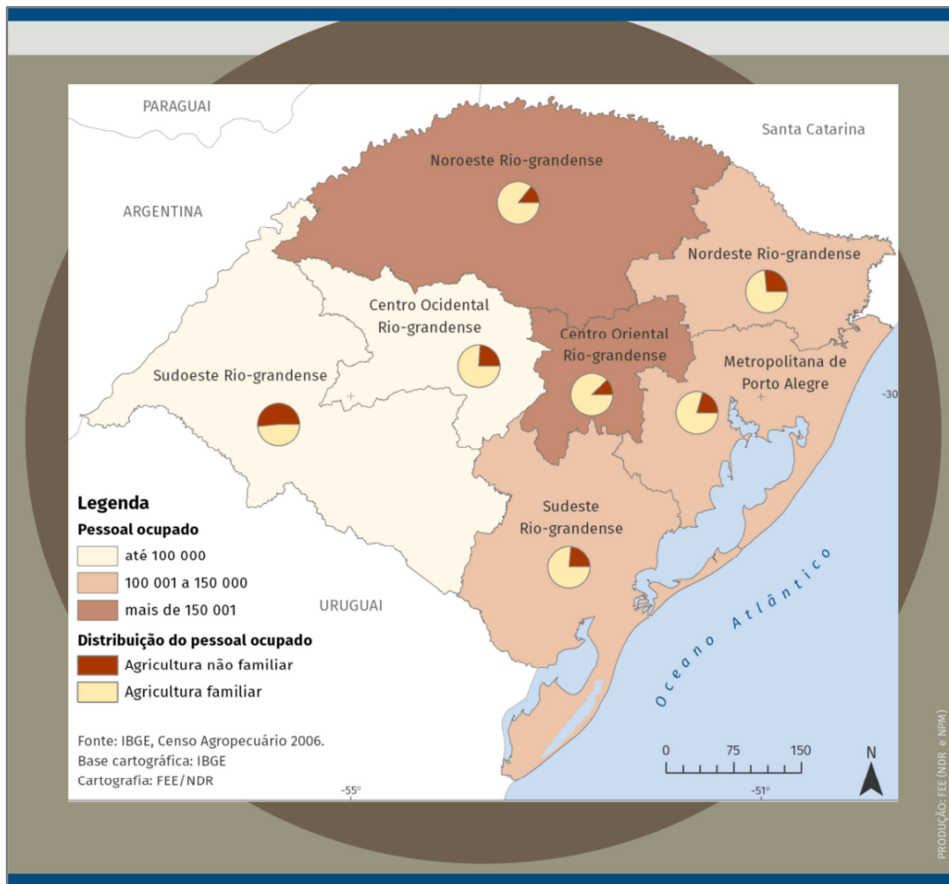 PARAGUAI
Santa Catarina
Noroeste Rio-grandense
ARGENTINA
Nordeste Rio-grandense
Centro Ocidental
Rio-grandense
Centro Oriental
Rio-grandense
Metropolitana de
Porto Alegre
Sudoeste Rio-grandense
-30
Sudeste
Rio-grandense
URUGUAI
Oceano Atlântico
Legenda
Pessoal ocupado
até 100 000
100 001 a 150 000
mais de 150 001
Distribuição do pessoal ocupado
Agricultura não familiar
Agricultura familiar
Fonte: IBGE, Censo Agropecuário 2006.
Base cartográfica: IBGE
Cartografia: FEE/NDR
0 75 150
N
-55°
-51°
PRODUÇÃO: FEE (NDR e NPM)